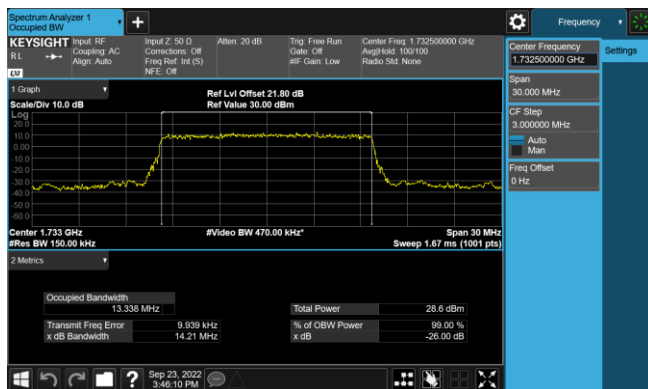 Spectrum Analyzer 1
Occupied BW
Frequency
KEYSIGHT
RL
LXI
Input: RF
Coupling: AC
Align: Auto
Input Z: 50 Ω
Corrections: Off
Freq Ref: Int (S)
NFE: Off
Atten: 20 dB
Trig: Free Run
Gate: Off
#IF Gain: Low
Center Freq: 1.732500000 GHz
Avg|Hold: 100/100
Radio Std: None
Center Frequency
1.732500000 GHz
Settings
Span
30.000 MHz
CF Step
3.000000 MHz
Auto
Man
Freq Offset
0 Hz
1 Graph
Scale/Div 10.0 dB
Ref Lvl Offset 21.80 dB
Ref Value 30.00 dBm
Log
20.0
10.0
0.00
-10.0
-20.0
-30.0
-40.0
-50.0
-60.0
Center 1.733 GHz
#Video BW 470.00 kHz*
Span 30 MHz
#Res BW 150.00 kHz
Sweep 1.67 ms (1001 pts)
2 Metrics
Occupied Bandwidth
13.338 MHz
Total Power 28.6 dBm
Transmit Freq Error 9.939 kHz
% of OBW Power 99.00 %
x dB Bandwidth 14.21 MHz
x dB -26.00 dB
?
Sep 23, 2022
3:46:10 PM